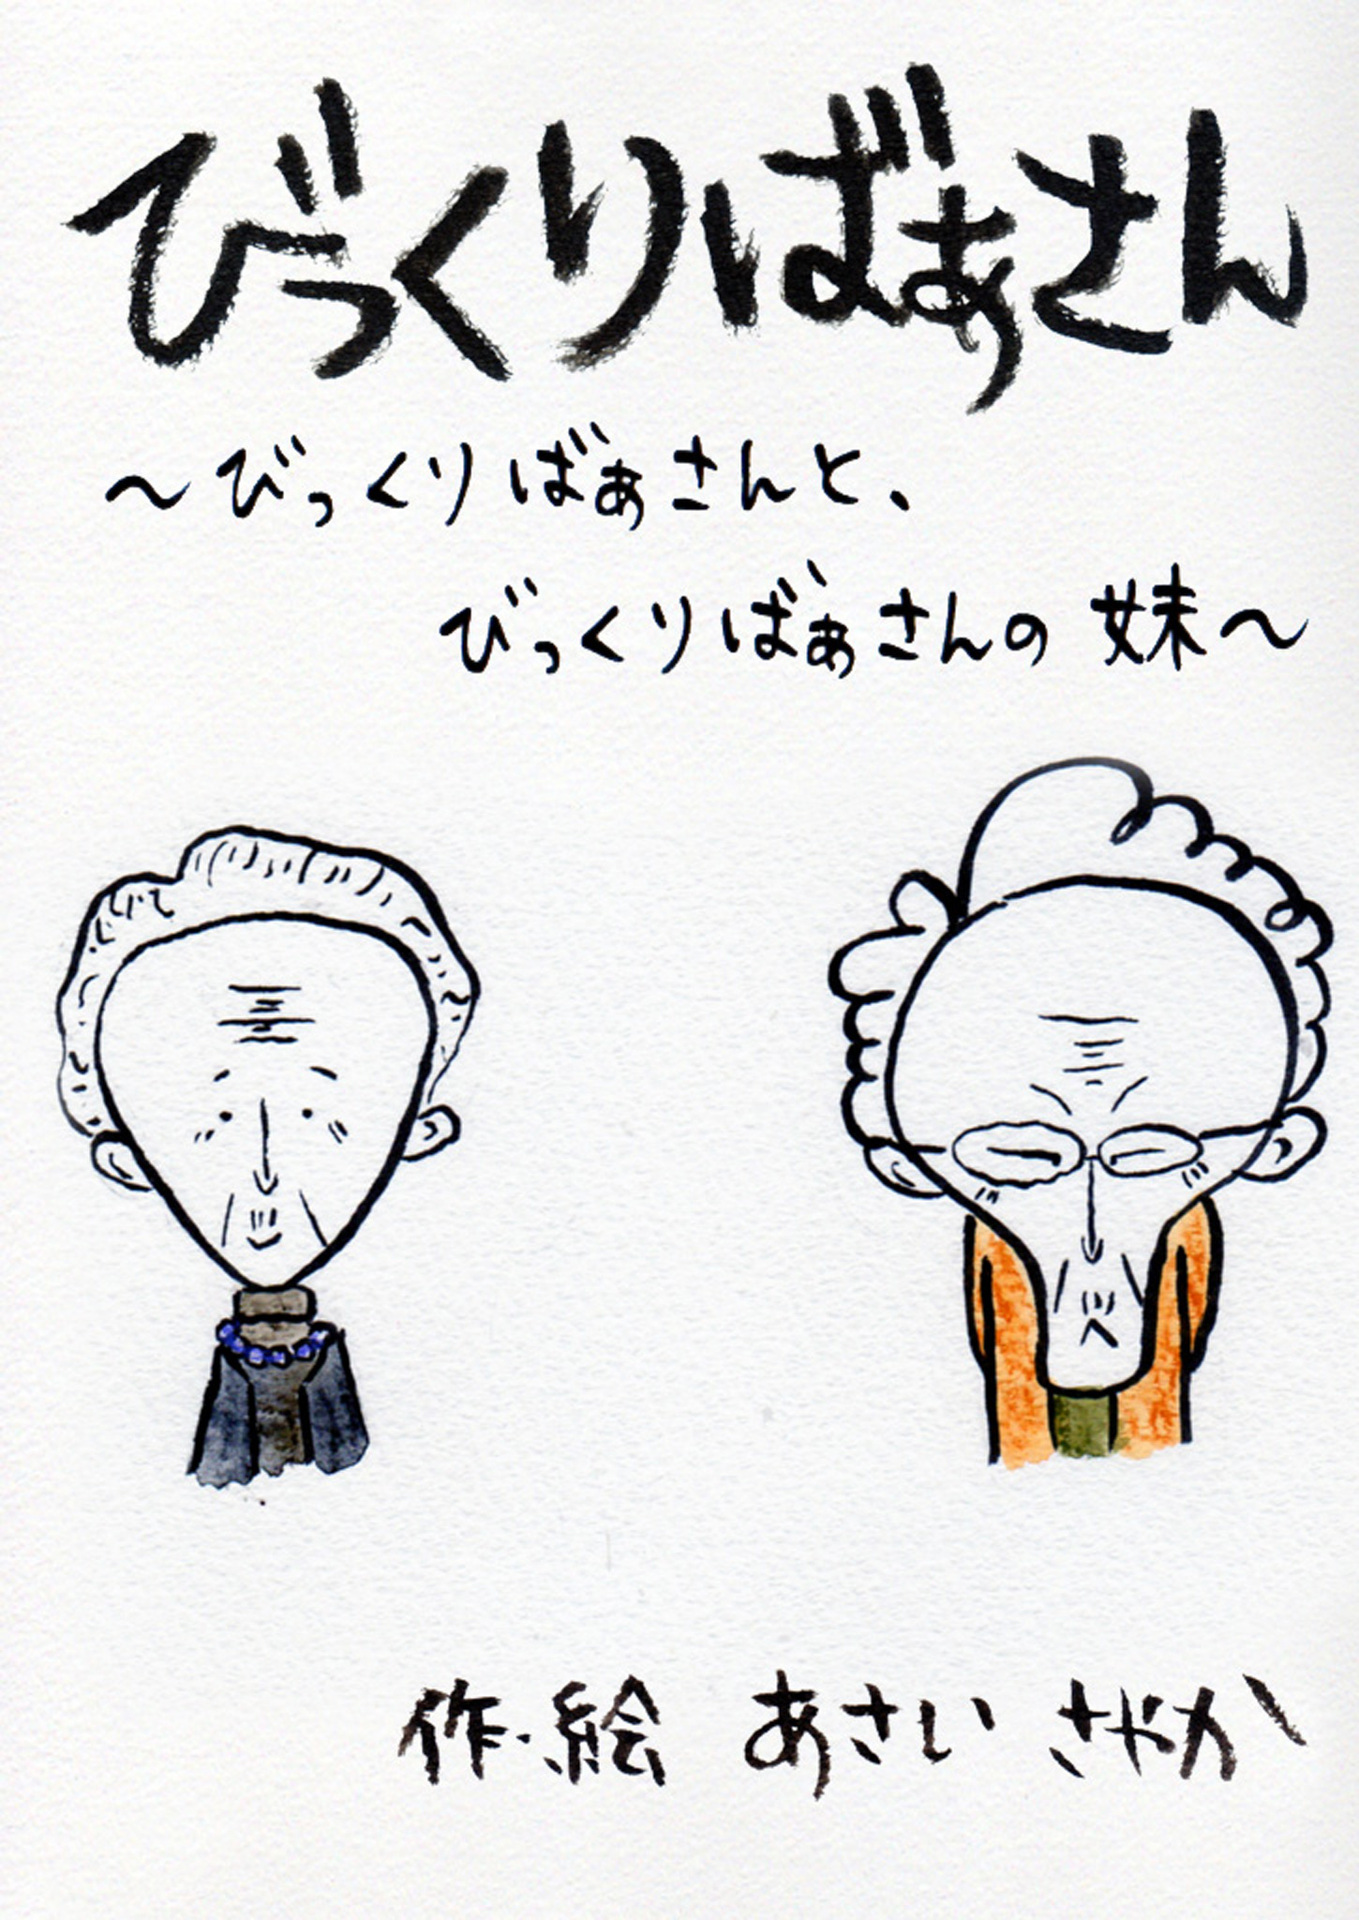 びっくりばぁさん
～びっくりばぁさんと、
びっくりばぁさんの妹～
作・絵 あさい さやか